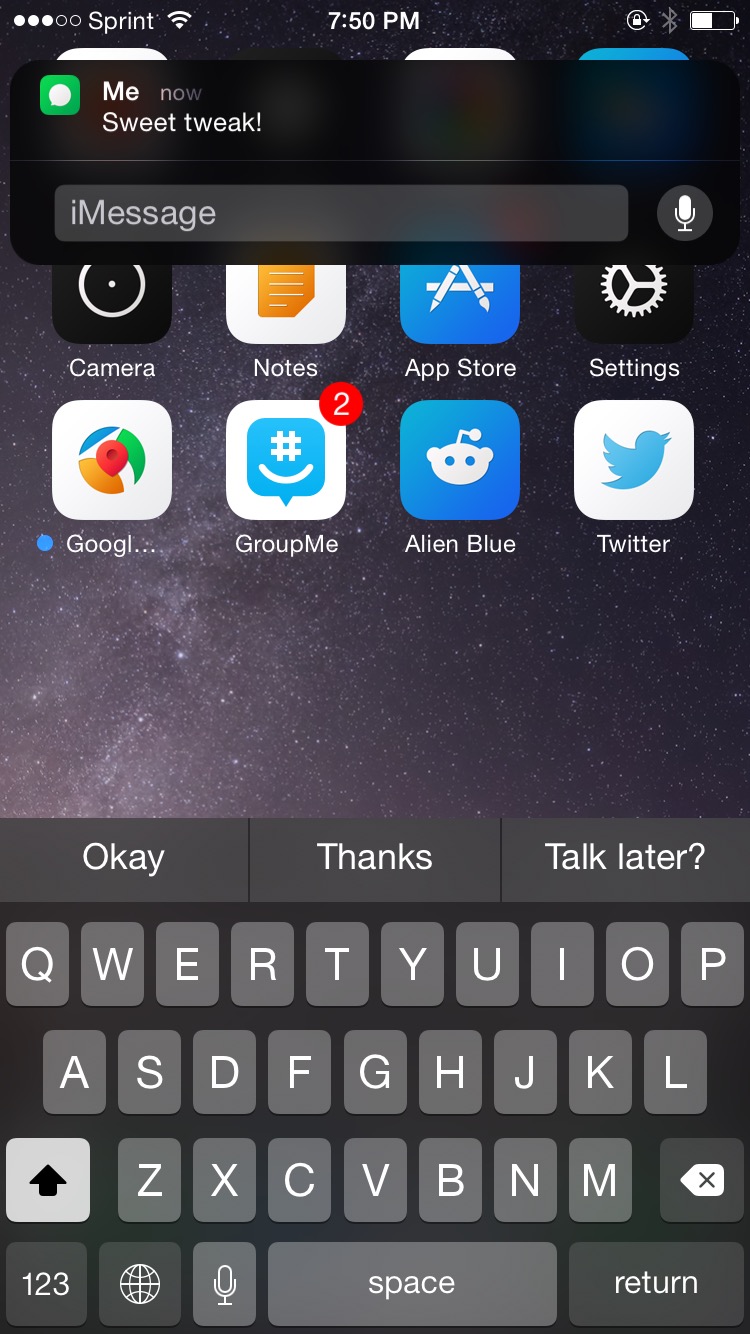 Sprint 7:50 PM
Me now
Sweet tweak!
iMessage
Camera Notes App Store Settings
2
Googl... GroupMe Alien Blue Twitter
Okay Thanks Talk later?
Q W E R T Y U I O P
A S D F G H J K L
Z X C V B N M
123 space return